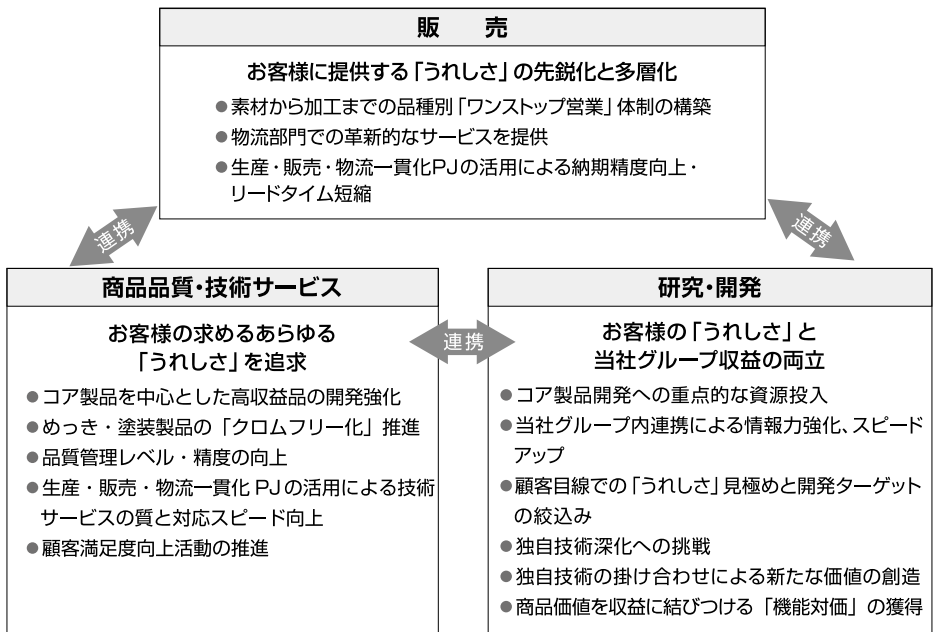 販　売
お客様に提供する「うれしさ」の先鋭化と多層化
●素材から加工までの品種別「ワンストップ営業」体制の構築
●物流部門での革新的なサービスを提供
●生産・販売・物流一貫化PJの活用による納期精度向上・
リードタイム短縮
連携
連携
商品品質・技術サービス
お客様の求めるあらゆる
「うれしさ」を追求
●コア製品を中心とした高収益品の開発強化
●めっき・塗装製品の「クロムフリー化」推進
●品質管理レベル・精度の向上
●生産・販売・物流一貫化PJの活用による技術
サービスの質と対応スピード向上
●顧客満足度向上活動の推進
連携
研究・開発
お客様の「うれしさ」と
当社グループ収益の両立
●コア製品開発への重点的な資源投入
●当社グループ内連携による情報力強化、スピード
アップ
●顧客目線での「うれしさ」見極めと開発ターゲット
の絞込み
●独自技術深化への挑戦
●独自技術の掛け合わせによる新たな価値の創造
●商品価値を収益に結びつける「機能対価」の獲得